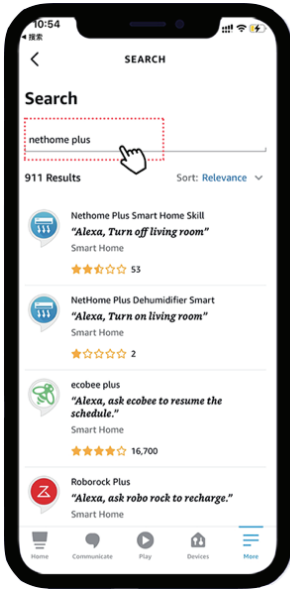 10:54
搜索
SEARCH
Search
nethome plus
911 Results
Sort: Relevance
Nethome Plus Smart Home Skill
“Alexa, Turn off living room”
Smart Home
53
NetHome Plus Dehumidifier Smart
“Alexa, Turn on living room”
Smart Home
2
ecobee plus
“Alexa, ask ecobee to resume the
schedule.”
Smart Home
16,700
Roborock Plus
“Alexa, ask robo rock to recharge.”
Smart Home
Home
Communicate
Play
Devices
More